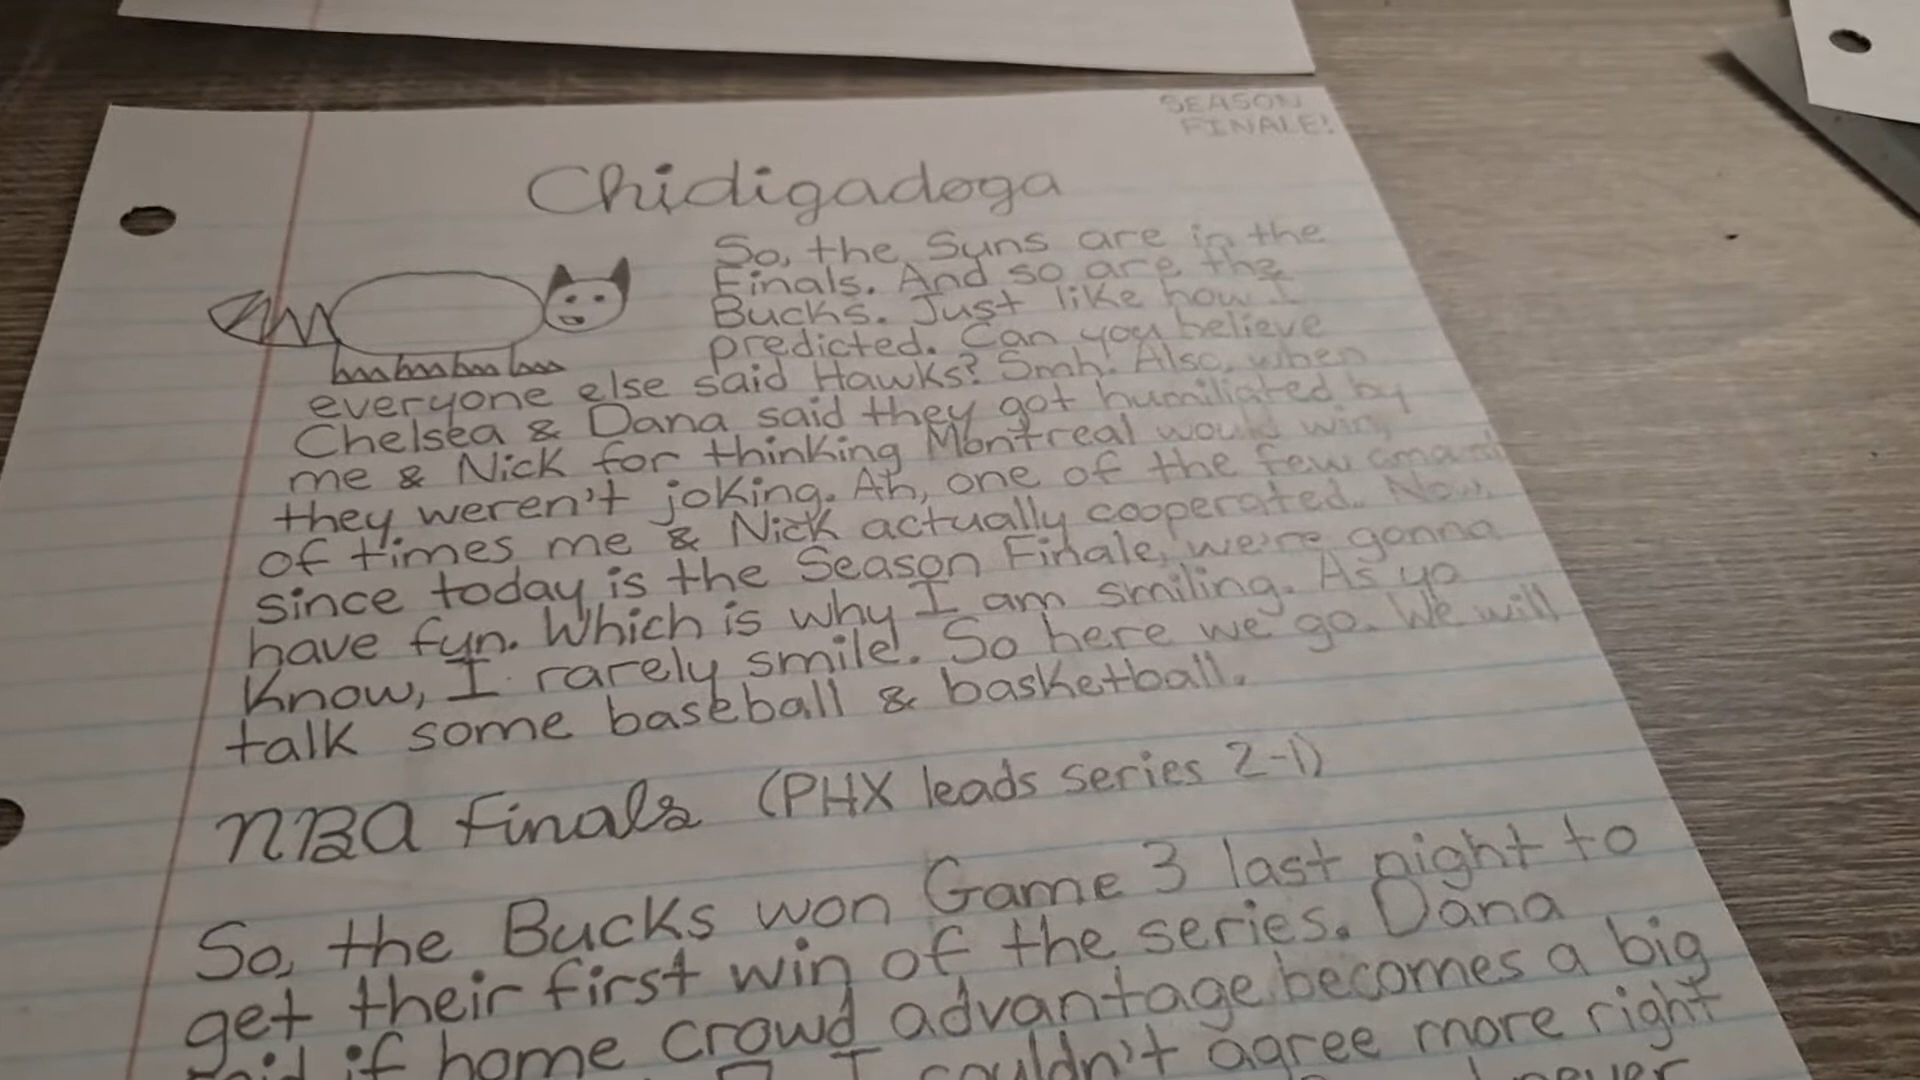 SEASON
FINALE!
Chidigadoga
So, the Suns are in the
Finals. And so are the
Bucks. Just like how I
predicted. Can you believe
everyone else said Hawks? Smh! Also, when
Chelsea & Dana said they got humiliated by
me & Nick for thinking Montreal would win,
they weren't joking. Ah, one of the few
of times me & Nick actually cooperated. Now,
since today is the Season Finale, we're gonna
have fun. Which is why I am smiling. As ya
know, I rarely smile. So here we go. We will
talk some baseball & basketball.
NBA Finals (PHX leads series 2-1)
So, the Bucks won Game 3 last night to
get their first win of the series. Dana
said if home crowd advantage becomes a big
I couldn't agree more right
never